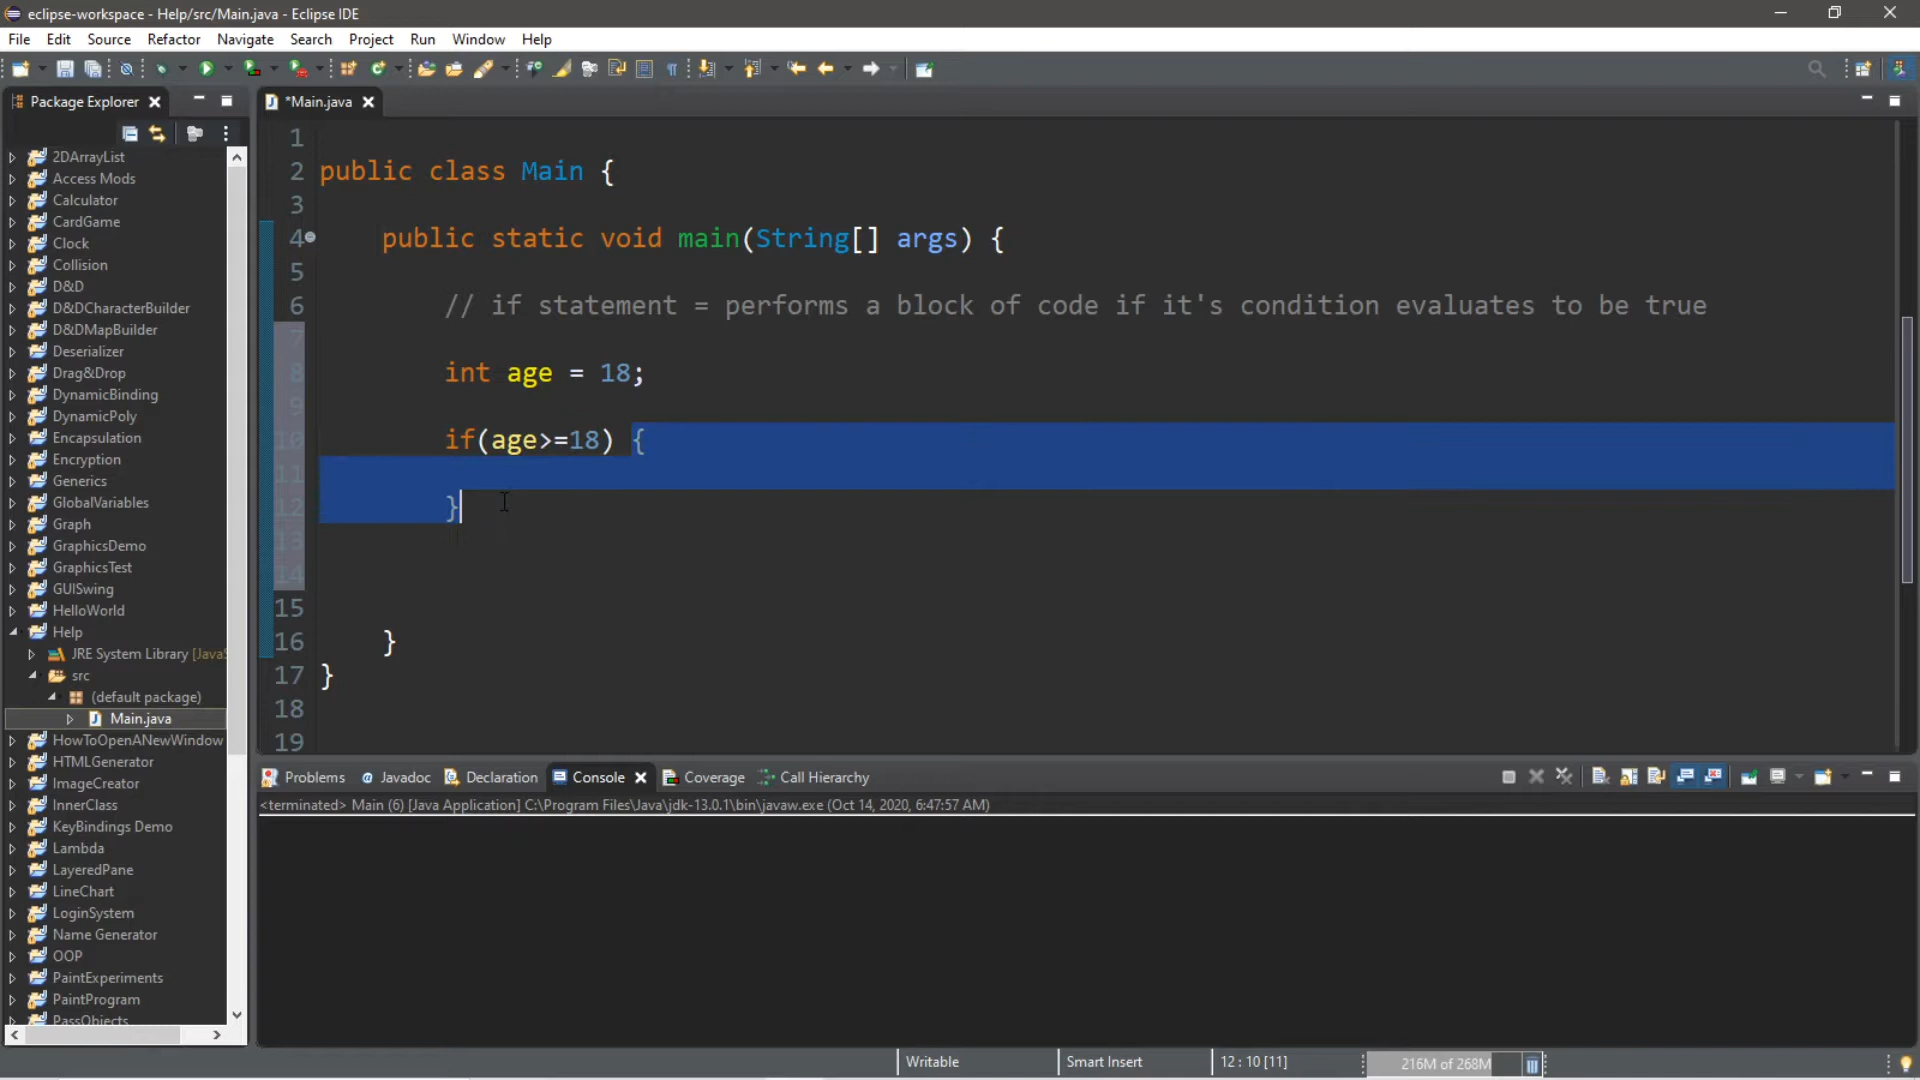 eclipse-workspace - Help/src/Main.java - Eclipse IDE
File Edit Source Refactor Navigate Search Project Run Window Help
Package Explorer
*Main.java
2DArrayList
Access Mods
Calculator
CardGame
Clock
Collision
D&D
D&DCharacterBuilder
D&DMapBuilder
Deserializer
Drag&Drop
DynamicBinding
DynamicPoly
Encapsulation
Encryption
Generics
GlobalVariables
Graph
GraphicsDemo
GraphicsTest
GUISwing
HelloWorld
Help
JRE System Library [JavaS
src
(default package)
Main.java
HowToOpenANewWindow
HTMLGenerator
ImageCreator
InnerClass
KeyBindings Demo
Lambda
LayeredPane
LineChart
LoginSystem
Name Generator
OOP
PaintExperiments
PaintProgram
PassObjects
1
2 public class Main {
3
4 public static void main(String[] args) {
5
6 // if statement = performs a block of code if it's condition evaluates to be true
7
8 int age = 18;
9
10 if(age>=18) {
11
12 }
13
14
15
16 }
17 }
18
19
Problems Javadoc Declaration Console Coverage Call Hierarchy
<terminated> Main (6) [Java Application] C:\Program Files\Java\jdk-13.0.1\bin\javaw.exe (Oct 14, 2020, 6:47:57 AM)
Writable Smart Insert 12 : 10 [11] 216M of 268M